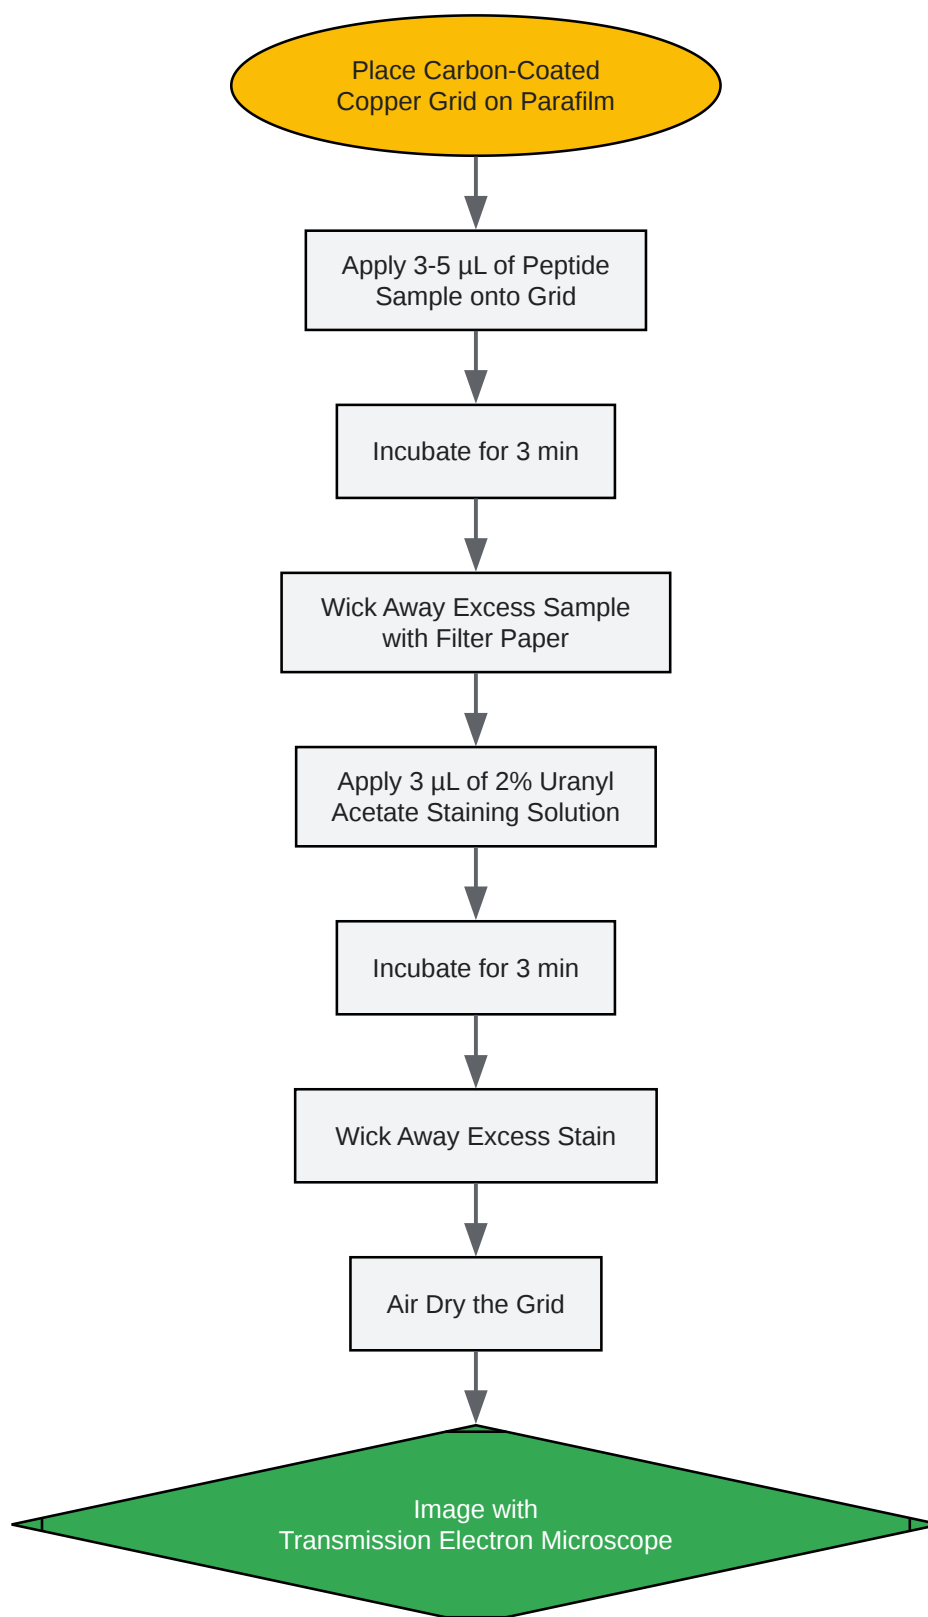 Place Carbon-Coated
Copper Grid on Parafilm
Apply 3-5 µL of Peptide
Sample onto Grid
Incubate for 3 min
Wick Away Excess Sample
with Filter Paper
Apply 3 µL of 2% Uranyl
Acetate Staining Solution
Incubate for 3 min
Wick Away Excess Stain
Air Dry the Grid
Image with
Transmission Electron Microscope